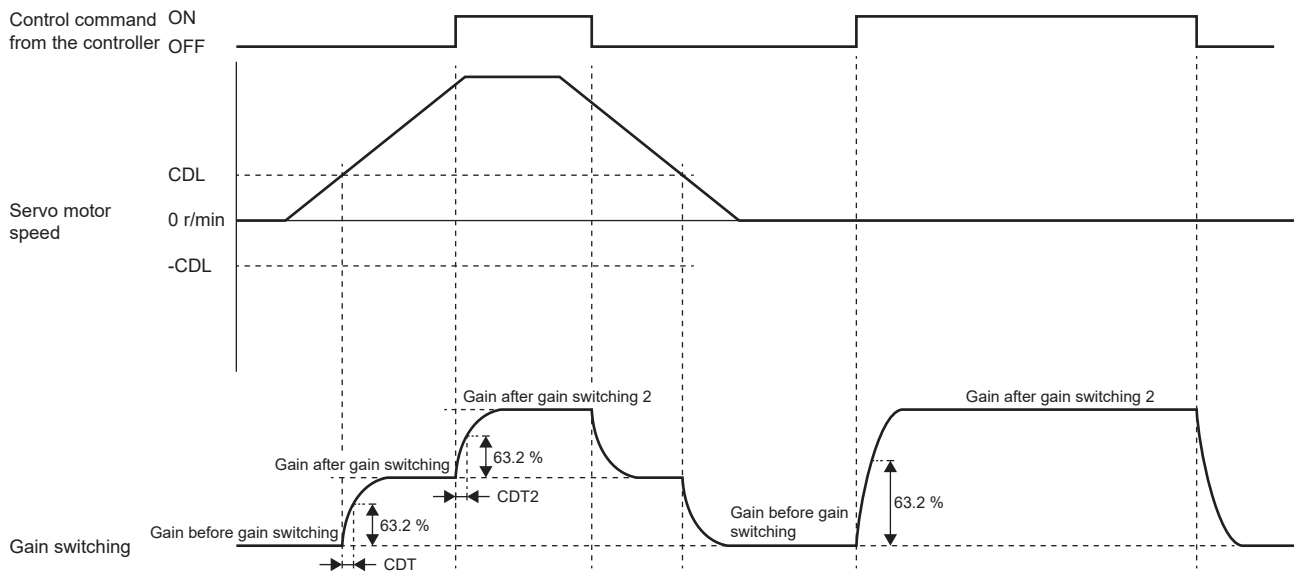 Control command
from the controller
ON
OFF
CDL
Servo motor
speed
0 r/min
-CDL
Gain after gain switching 2
Gain after gain switching 2
63.2 %
Gain after gain switching
CDT2
63.2 %
Gain before gain switching
63.2 %
Gain before gain
switching
Gain switching
CDT